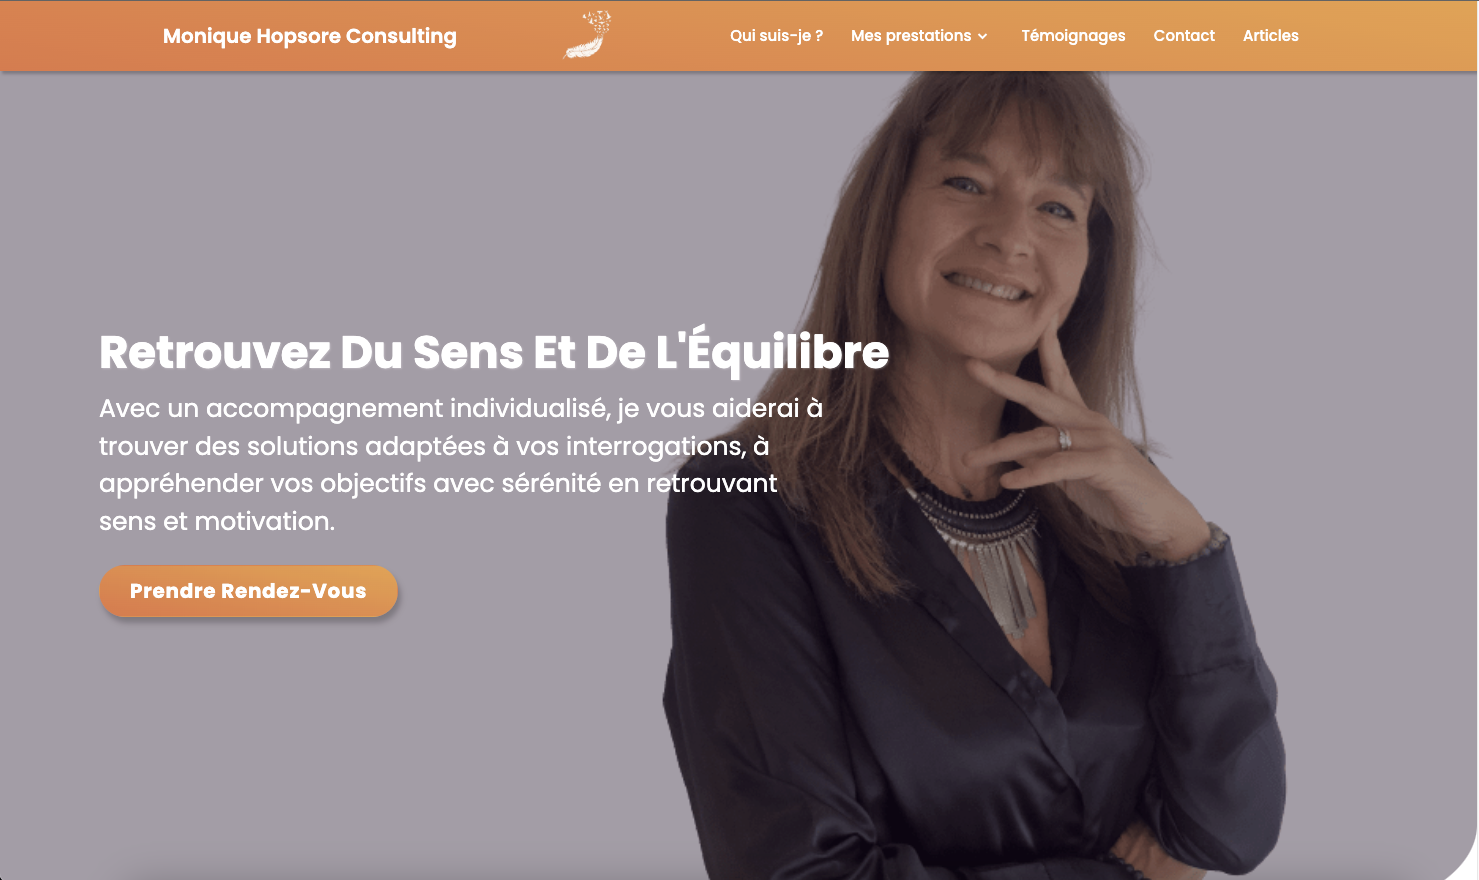 Monique Hopsore Consulting
Qui suis-je ?
Mes prestations
Témoignages
Contact
Articles
Retrouvez Du Sens Et De L'Équilibre
Avec un accompagnement individualisé, je vous aiderai à
trouver des solutions adaptées à vos interrogations, à
appréhender vos objectifs avec sérénité en retrouvant
sens et motivation.
Prendre Rendez-Vous